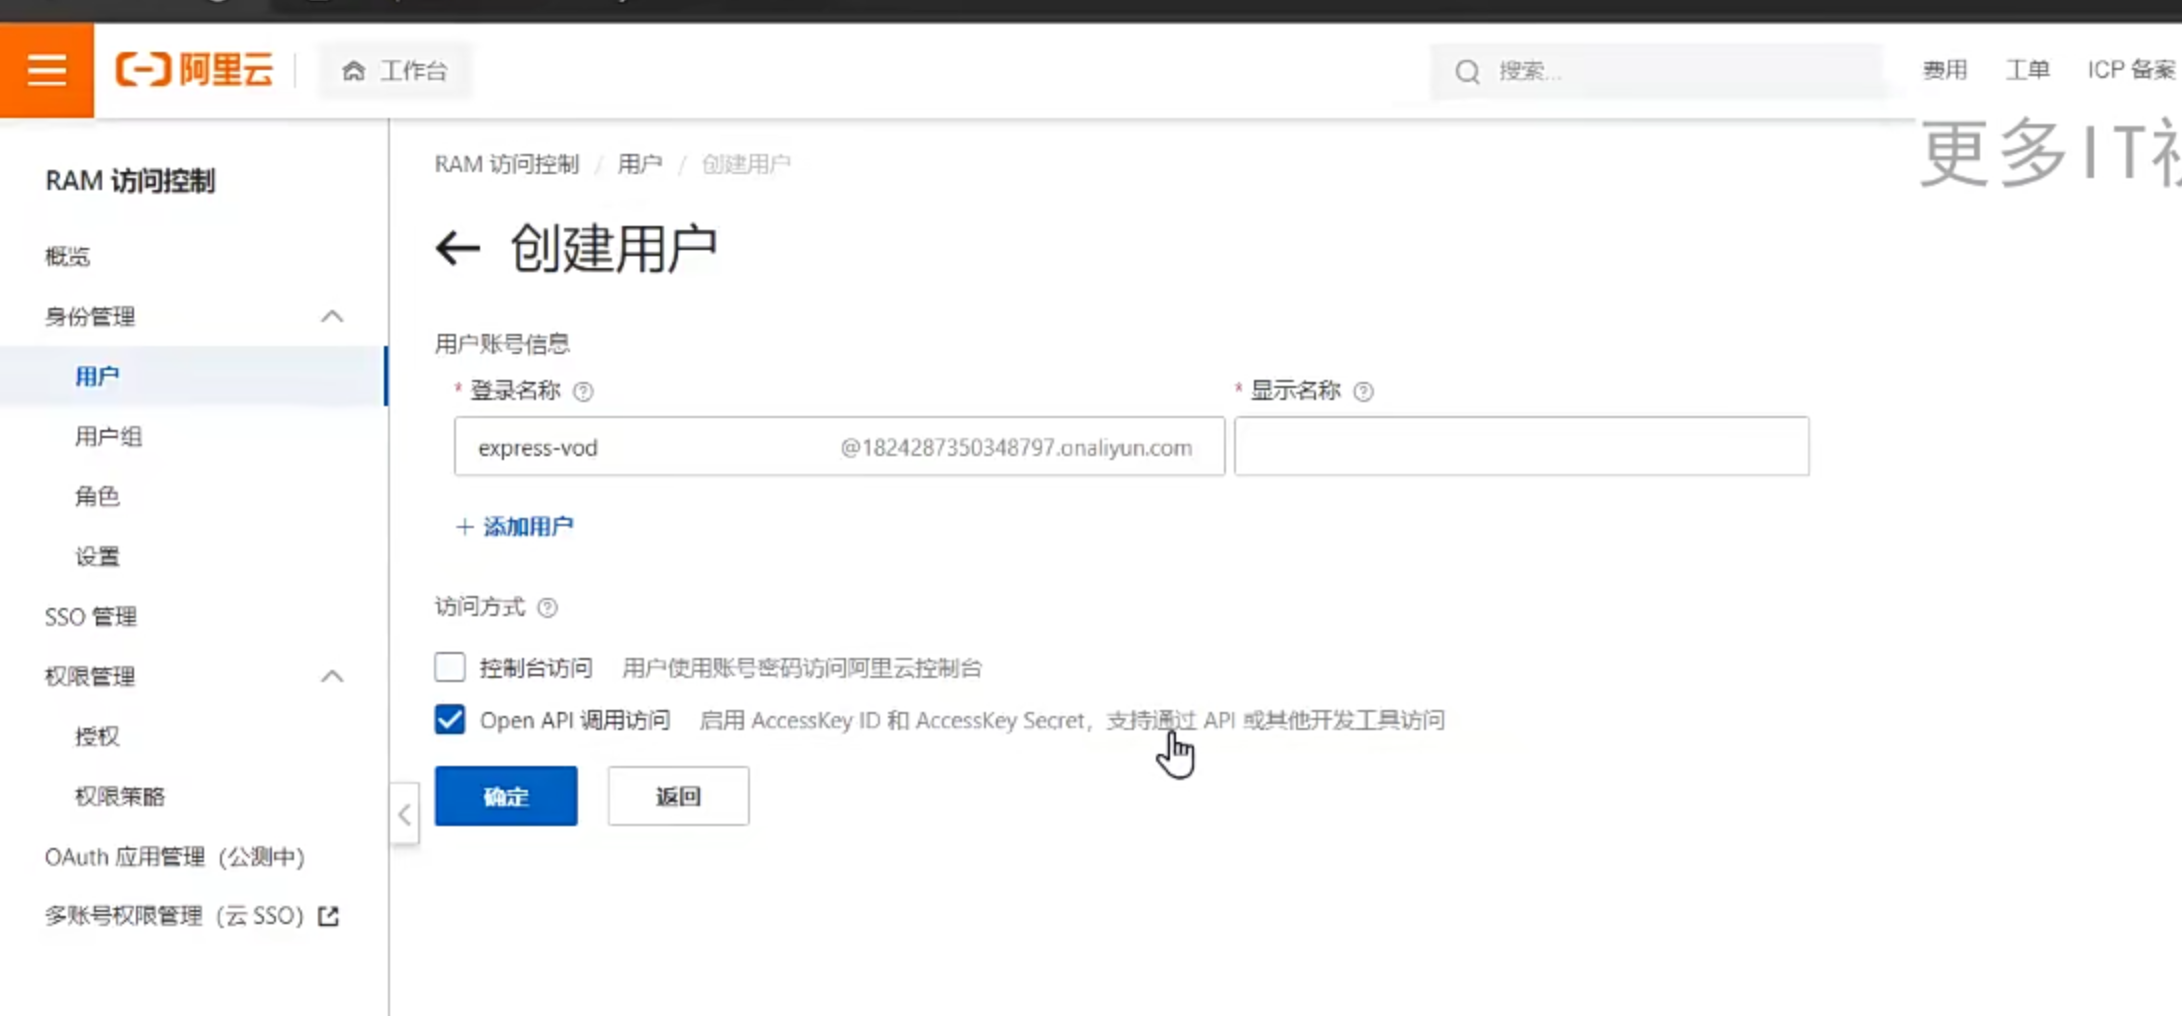 阿里云
工作台
搜索...
费用
工单
ICP 备案
更多IT
RAM 访问控制
概览
身份管理
用户
用户组
角色
设置
SSO 管理
权限管理
授权
权限策略
OAuth 应用管理 (公测中)
多账号权限管理 (云 SSO)
RAM 访问控制 / 用户 / 创建用户
← 创建用户
用户账号信息
* 登录名称
* 显示名称
express-vod @1824287350348797.onaliyun.com
+ 添加用户
访问方式
控制台访问 用户使用账号密码访问阿里云控制台
Open API 调用访问 启用 AccessKey ID 和 AccessKey Secret，支持通过 API 或其他开发工具访问
确定
返回